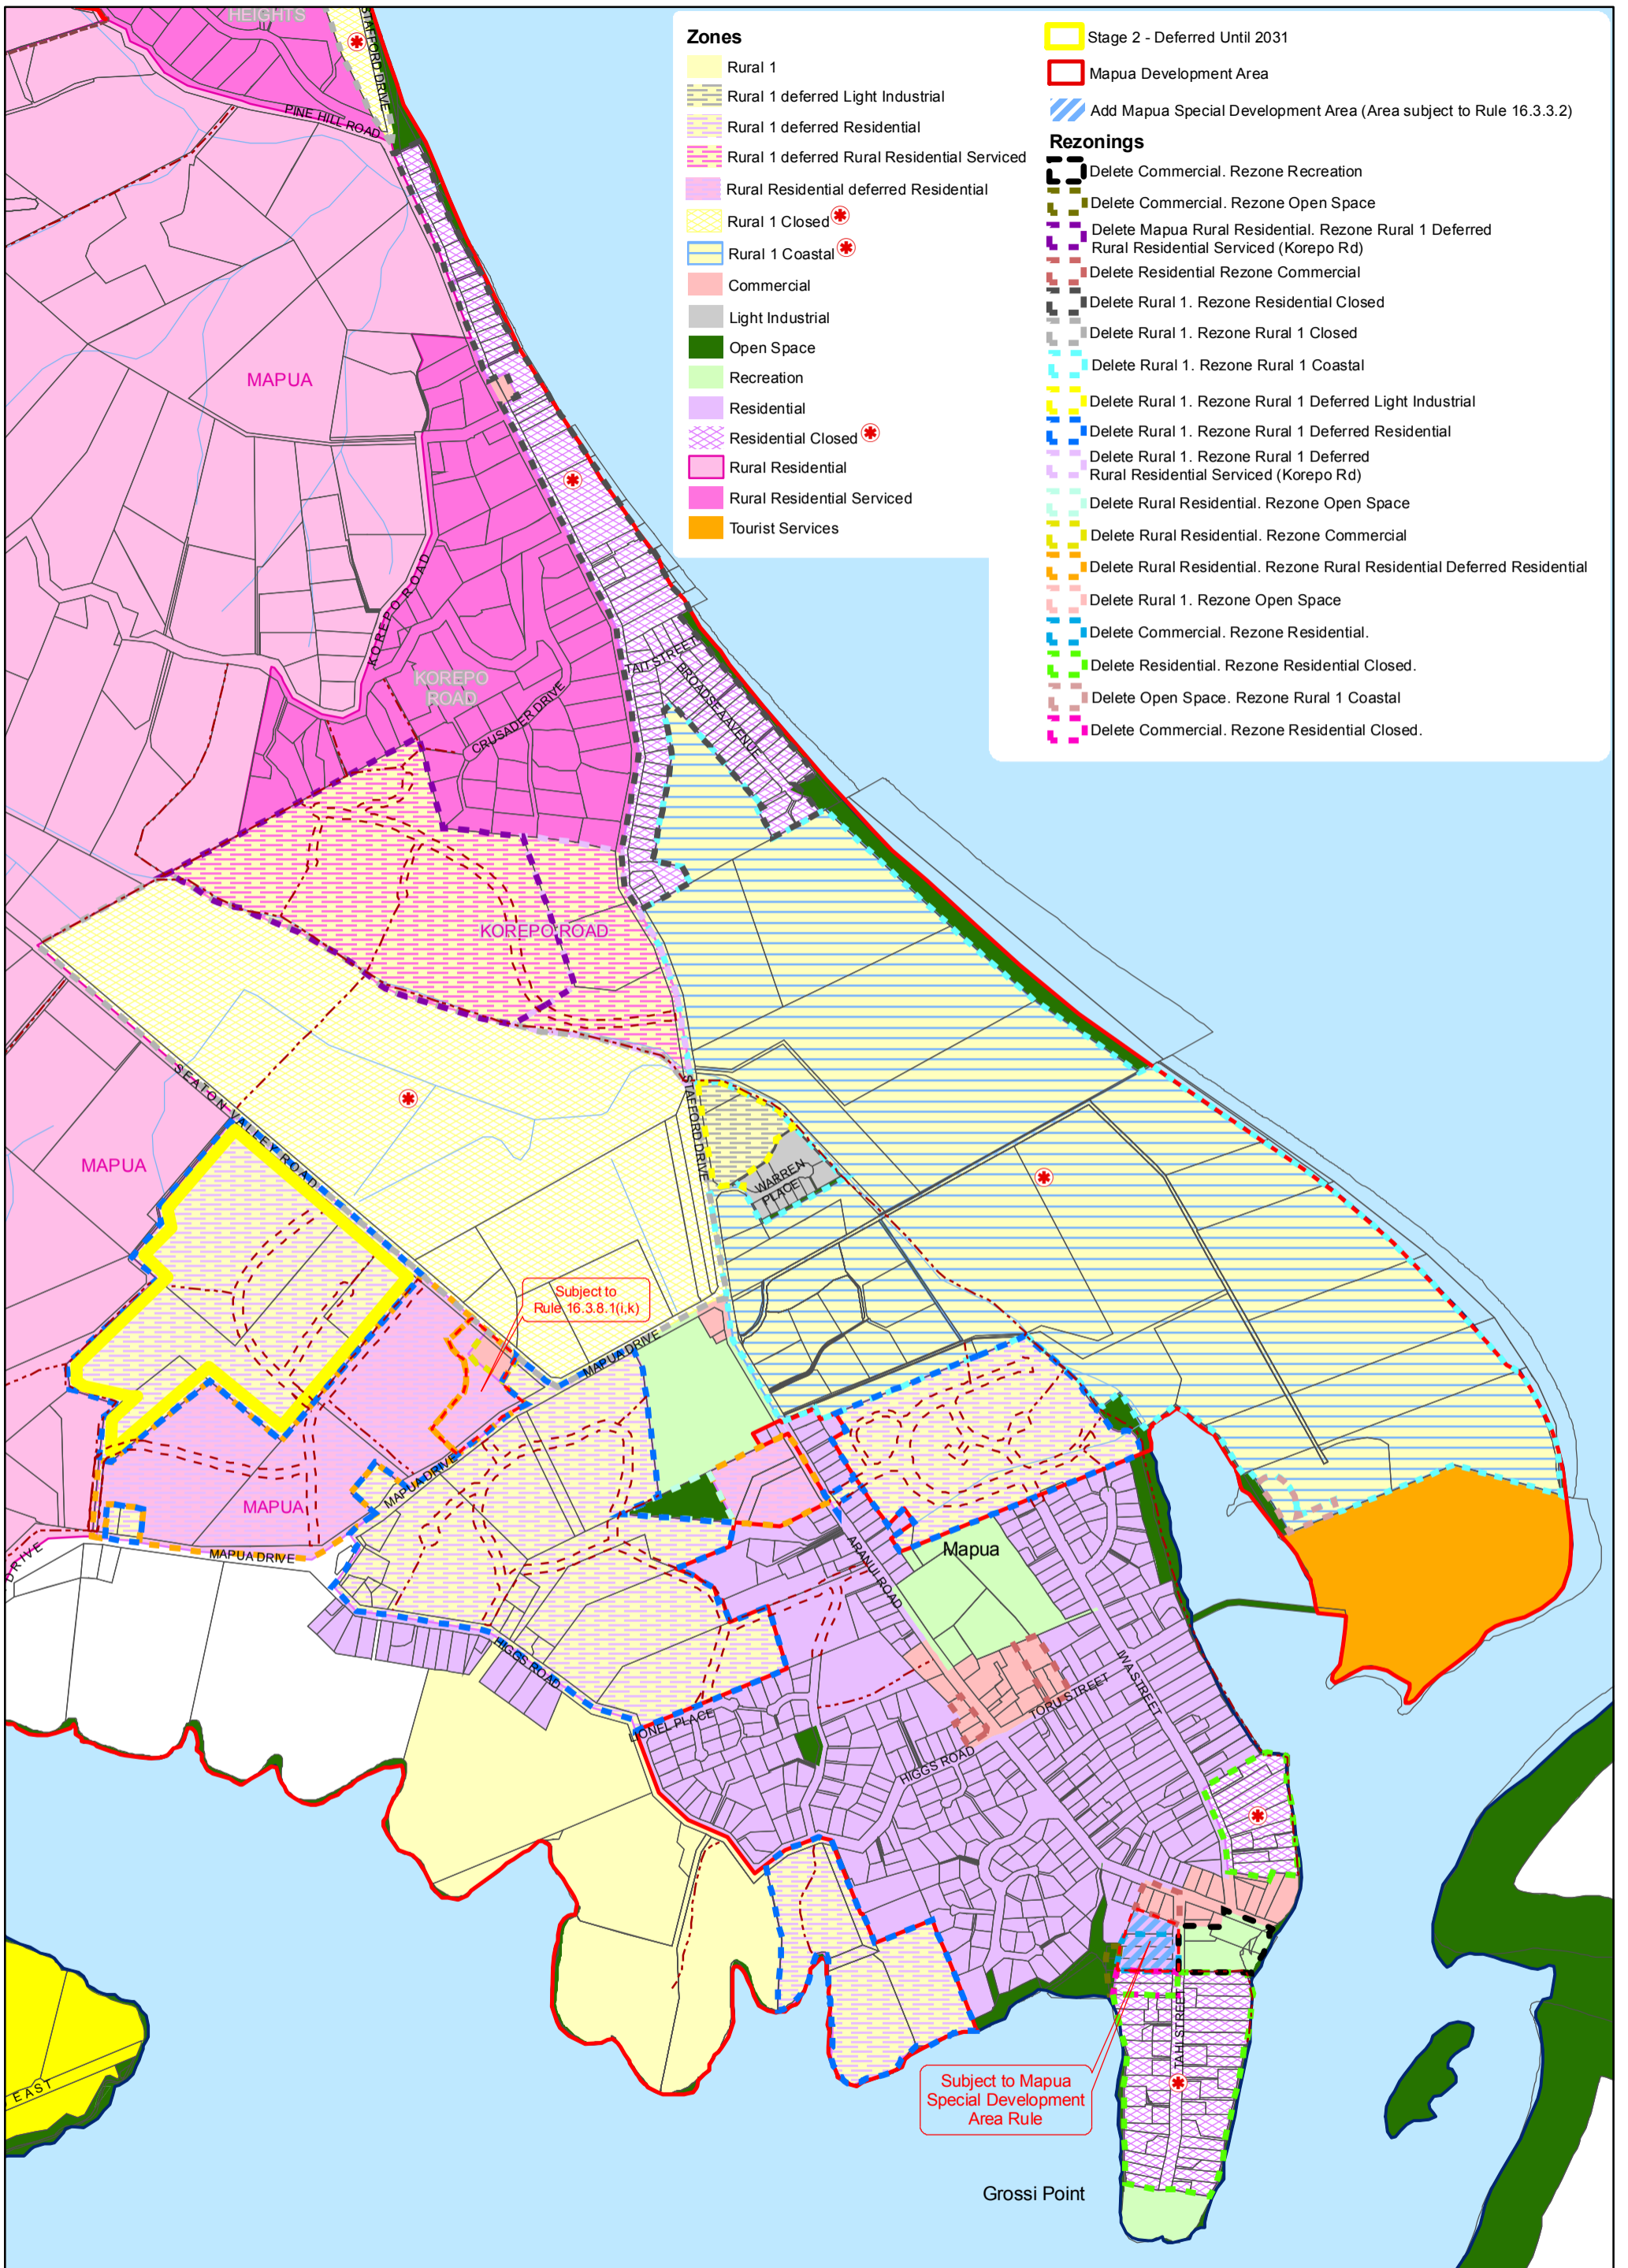 Zones
Rural 1
Rural 1 deferred Light Industrial
Rural 1 deferred Residential
Rural 1 deferred Rural Residential Serviced
Rural Residential deferred Residential
Rural 1 Closed
Rural 1 Coastal
Commercial
Light Industrial
Open Space
Recreation
Residential
Residential Closed
Rural Residential
Rural Residential Serviced
Tourist Services
Stage 2 - Deferred Until 2031
Mapua Development Area
Add Mapua Special Development Area (Area subject to Rule 16.3.3.2)
Rezonings
Delete Commercial. Rezone Recreation
Delete Commercial. Rezone Open Space
Delete Mapua Rural Residential. Rezone Rural 1 Deferred
Rural Residential Serviced (Korepo Rd)
Delete Residential Rezone Commercial
Delete Rural 1. Rezone Residential Closed
Delete Rural 1. Rezone Rural 1 Closed
Delete Rural 1. Rezone Rural 1 Coastal
Delete Rural 1. Rezone Rural 1 Deferred Light Industrial
Delete Rural 1. Rezone Rural 1 Deferred Residential
Delete Rural 1. Rezone Rural 1 Deferred
Rural Residential Serviced (Korepo Rd)
Delete Rural Residential. Rezone Open Space
Delete Rural Residential. Rezone Commercial
Delete Rural Residential. Rezone Rural Residential Deferred Residential
Delete Rural 1. Rezone Open Space
Delete Commercial. Rezone Residential.
Delete Residential. Rezone Residential Closed.
Delete Open Space. Rezone Rural 1 Coastal
Delete Commercial. Rezone Residential Closed.
HEIGHTS
STAFFORD DRIVE
PINE HILL ROAD
MAPUA
KOREPO ROAD
KOREPO
ROAD
CRUSADER DRIVE
TAIT STREET
BROADSEA AVENUE
KOREPO ROAD
SEATON VALLEY ROAD
STAFFORD DRIVE
WARREN
PLACE
MAPUA
Subject to
Rule 16.3.8.1(i,k)
MAPUA DRIVE
MAPUA DRIVE
MAPUA
MAPUA DRIVE
DRIVE
ARANUI ROAD
Mapua
HIGGS ROAD
IWA STREET
TORU STREET
LIONEL PLACE
HIGGS ROAD
TAHI STREET
Subject to Mapua
Special Development
Area Rule
EAST
Grossi Point